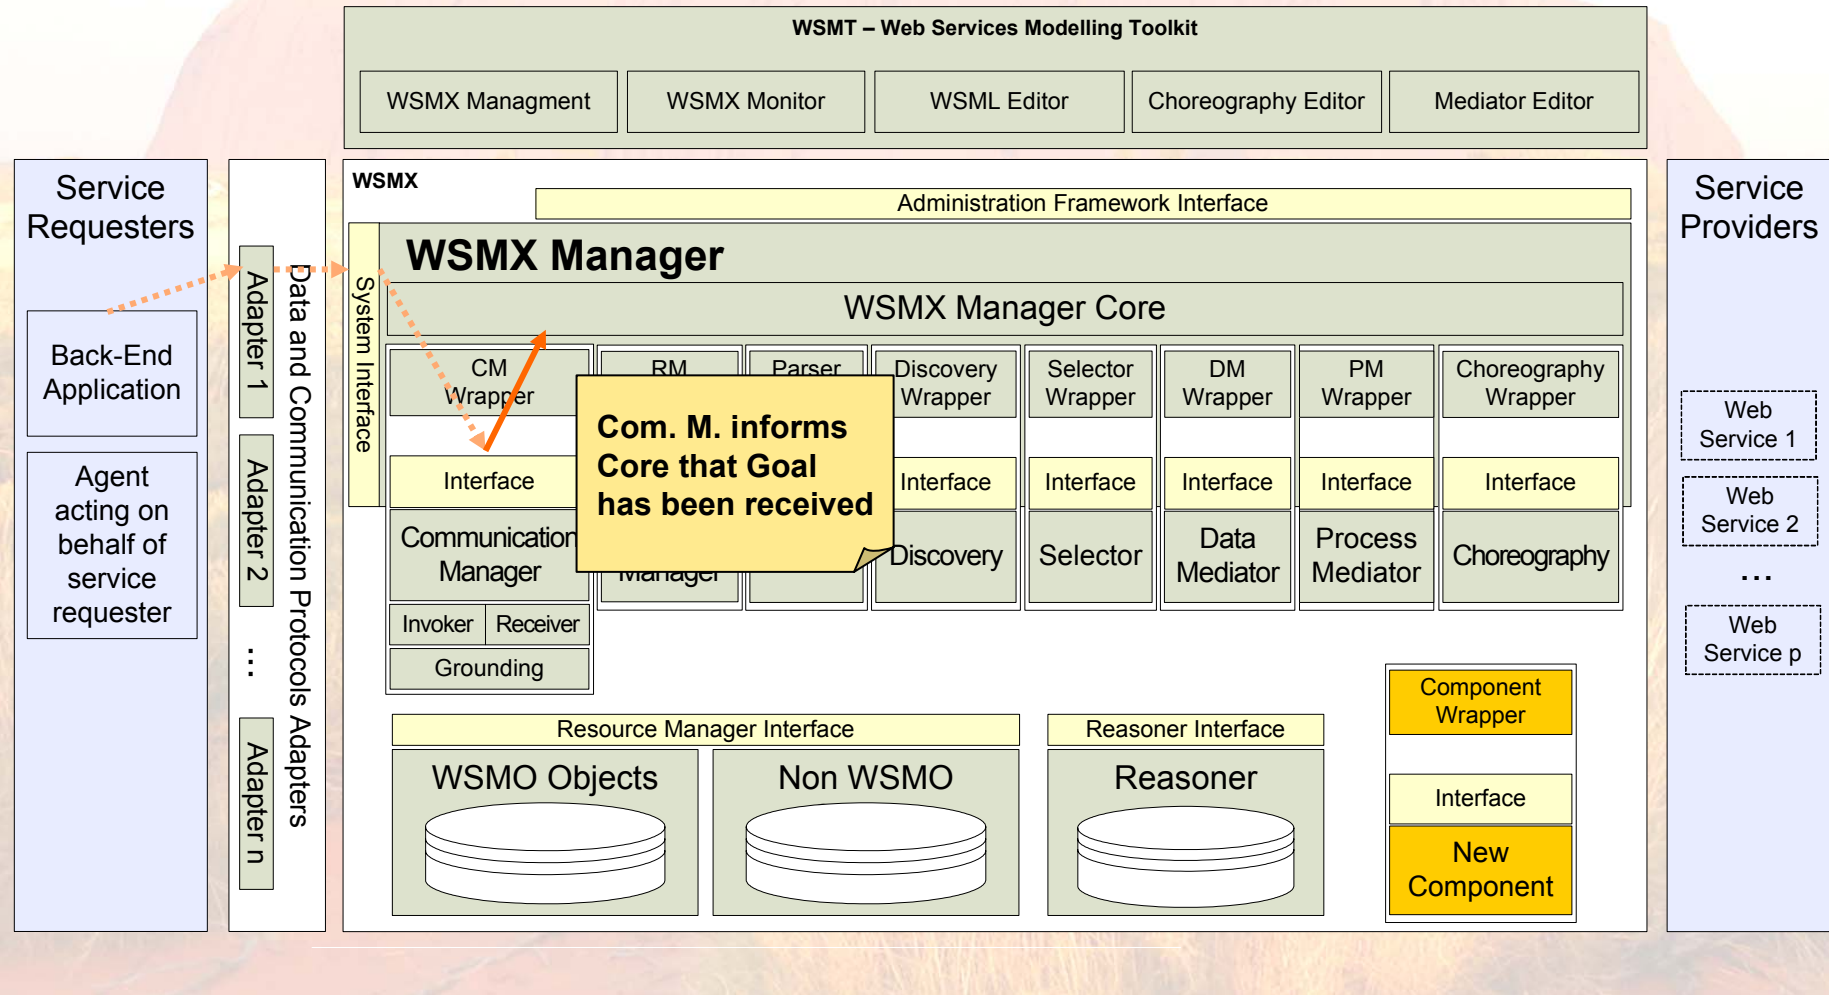 WSMT – Web Services Modelling Toolkit
WSMX Managment
WSMX Monitor
WSML Editor
Choreography Editor
Mediator Editor
Service
Requesters
Back-End
Application
Agent
acting on
behalf of
service
requester
Adapter 1
Adapter 2
...
Adapter n
Data and Communication Protocols Adapters
WSMX
Administration Framework Interface
System Interface
WSMX Manager
WSMX Manager Core
CM
Wrapper
RM
Parser
Discovery
Wrapper
Selector
Wrapper
DM
Wrapper
PM
Wrapper
Choreography
Wrapper
Com. M. informs
Core that Goal
has been received
Interface
Interface
Interface
Interface
Interface
Interface
Communication
Manager
Manager
Discovery
Selector
Data
Mediator
Process
Mediator
Choreography
Invoker
Receiver
Grounding
Resource Manager Interface
WSMO Objects
Non WSMO
Reasoner Interface
Reasoner
Component
Wrapper
Interface
New
Component
Service
Providers
Web
Service 1
Web
Service 2
...
Web
Service p